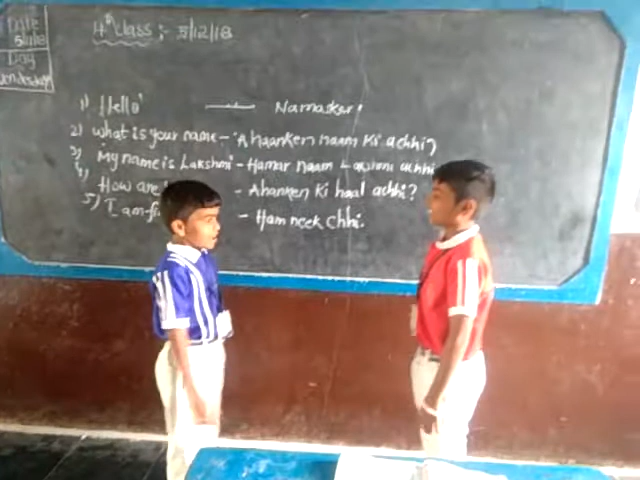 Date
5/12/18
Day
Wednesday
4th Class :- 5/12/18
1) Hello — Namaskar.
2) What is your name - Ahaanken naam ki achhi?
3) My name is Lakshmi - Hamar naam Lakshmi achhi
4) How are - Ahanken ki haal achhi?
5) I am fi - Ham neek chhi.